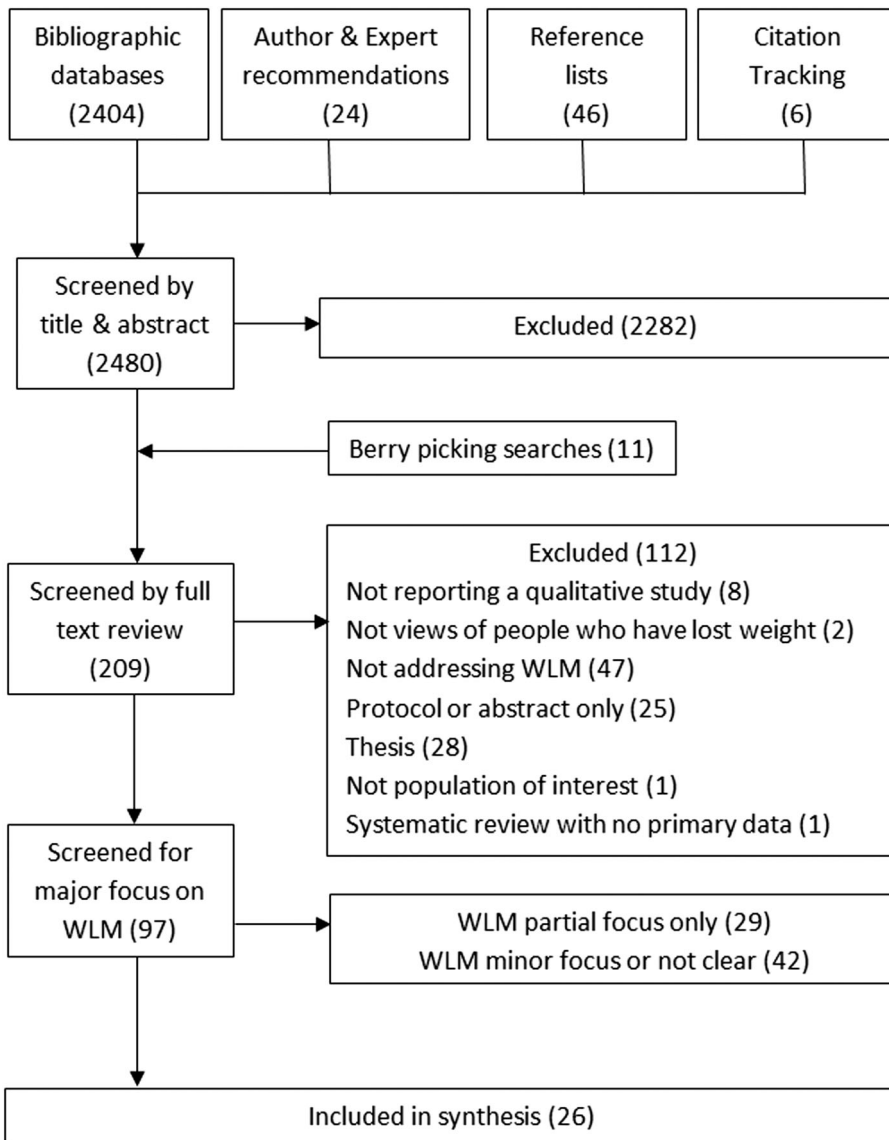 Bibliographic
databases
(2404)
Author & Expert
recommendations
(24)
Reference
lists
(46)
Citation
Tracking
(6)
Screened by
title & abstract
(2480)
Excluded (2282)
Berry picking searches (11)
Screened by full
text review
(209)
Excluded (112)
Not reporting a qualitative study (8)
Not views of people who have lost weight (2)
Not addressing WLM (47)
Protocol or abstract only (25)
Thesis (28)
Not population of interest (1)
Systematic review with no primary data (1)
Screened for
major focus on
WLM (97)
WLM partial focus only (29)
WLM minor focus or not clear (42)
Included in synthesis (26)